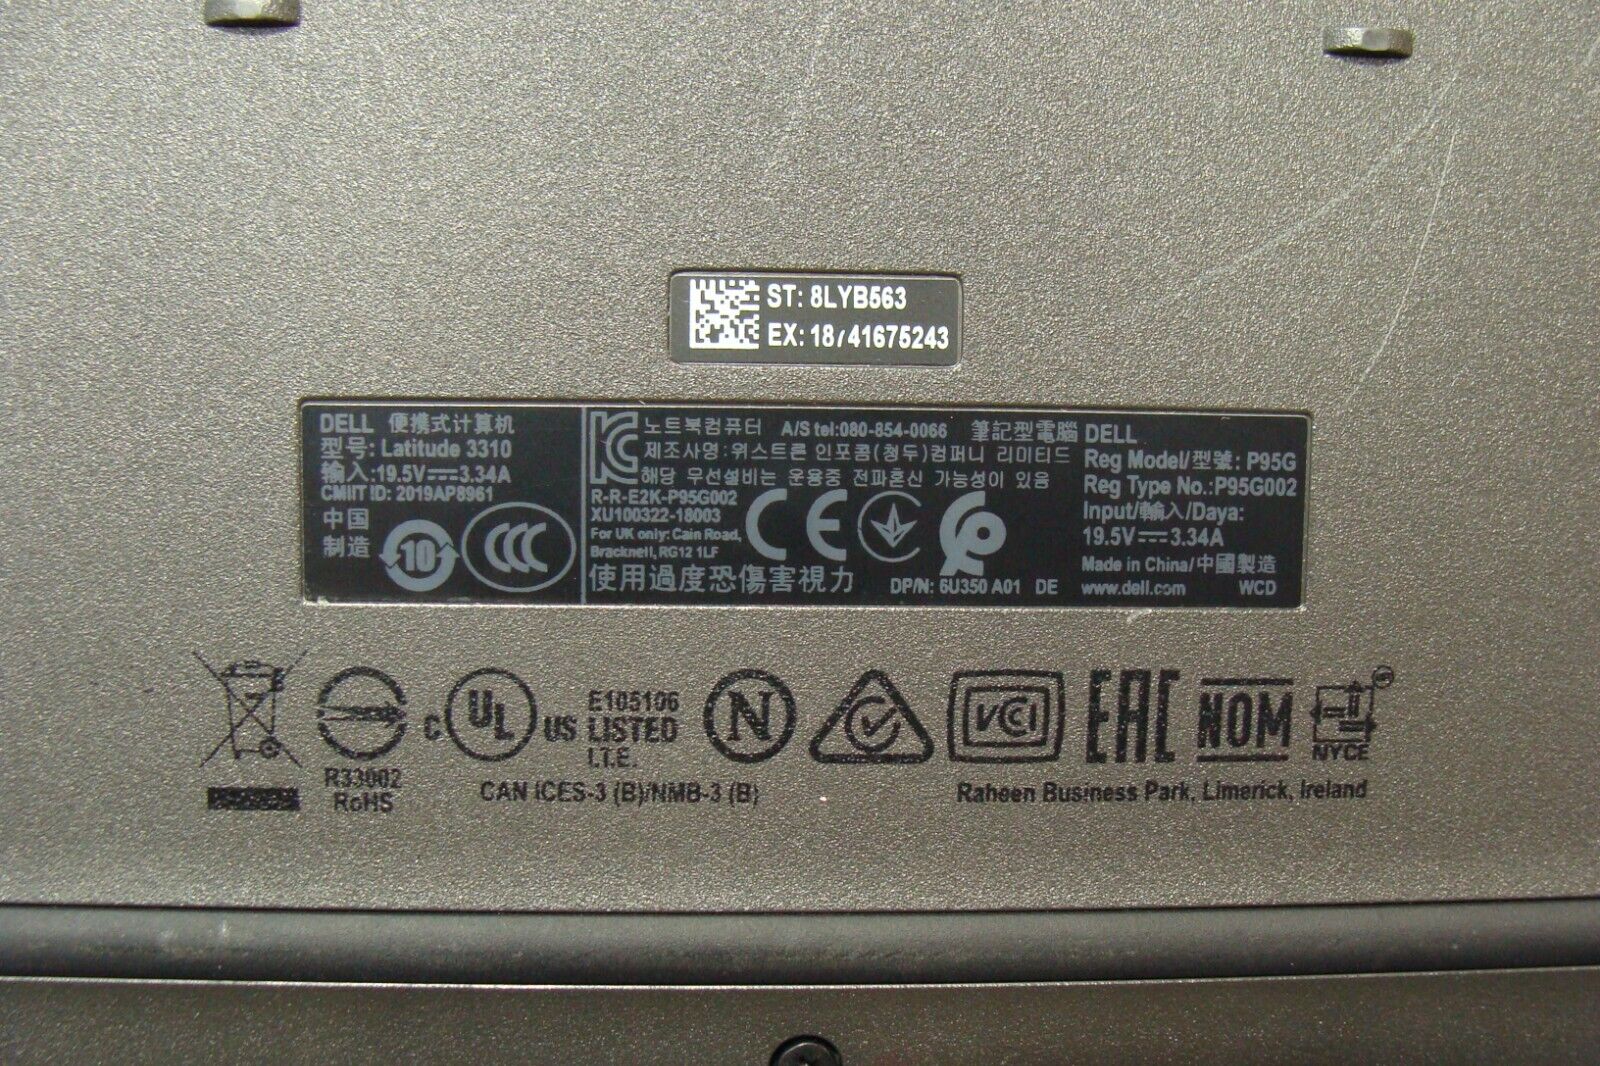 ST: 8LYB563
EX: 18741675243
DELL 便携式计算机
型号: Latitude 3310
輸入:19.5V⎓3.34A
CMIIT ID: 2019AP8961
中国
制造
10
CCC
노트북컴퓨터 A/S tel:080-854-0066
제조사명:위스트론 인포콤(청두)컴퍼니 리미티드
해당 무선설비는 운용중 전파혼신 가능성이 있음
R-R-E2K-P95G002
XU100322-18003
For UK only: Cain Road,
Bracknell, RG12 1LF
CE
使用過度恐傷害視力
DP/N: 6U350 A01 DE
筆記型電腦 DELL
Reg Model/型號: P95G
Reg Type No.:P95G002
Input/輸入/Daya:
19.5V⎓3.34A
Made in China/中國製造
www.dell.com WCD
R33002
RoHS
C UL US
E105106
LISTED
I.T.E.
N
VCI
EAC
NOM
NYCE
CAN ICES-3 (B)/NMB-3 (B)
Raheen Business Park, Limerick, Ireland